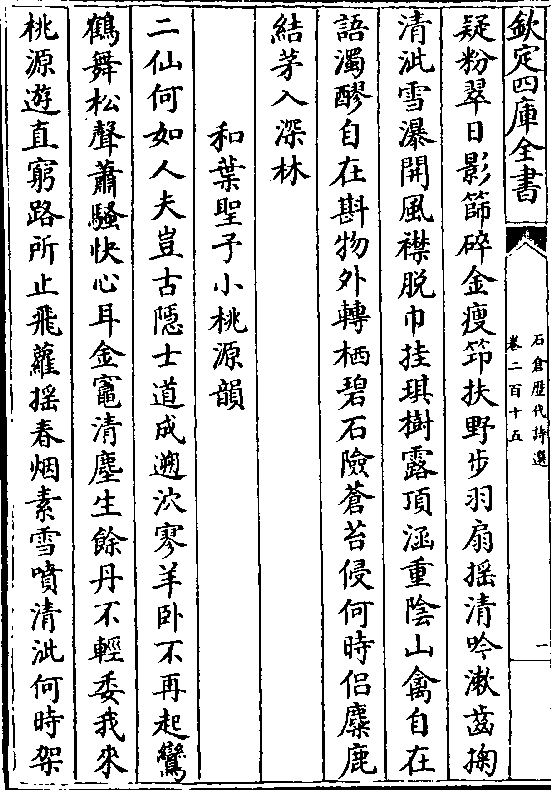 欽定四庫全書
石倉歴代詩選
卷二百十五
一
疑粉翠日影篩碎金瘦筇扶野步羽扇摇清吟漱齒掬
清泚雪瀑開風襟脱巾挂琪樹露頂涵重陰山禽自在
語濁醪自在斟物外轉栖碧石險蒼苔侵何時侣麋鹿
結茅入深林
和葉聖予小桃源韻
二仙何如人夫豈古隠士道成遡泬寥羊卧不再起鸞
鶴舞松聲蕭騷快心耳金竈清塵生餘丹不輕委我來
桃源遊直窮路所止飛蘿揺春烟素雪噴清泚何時架